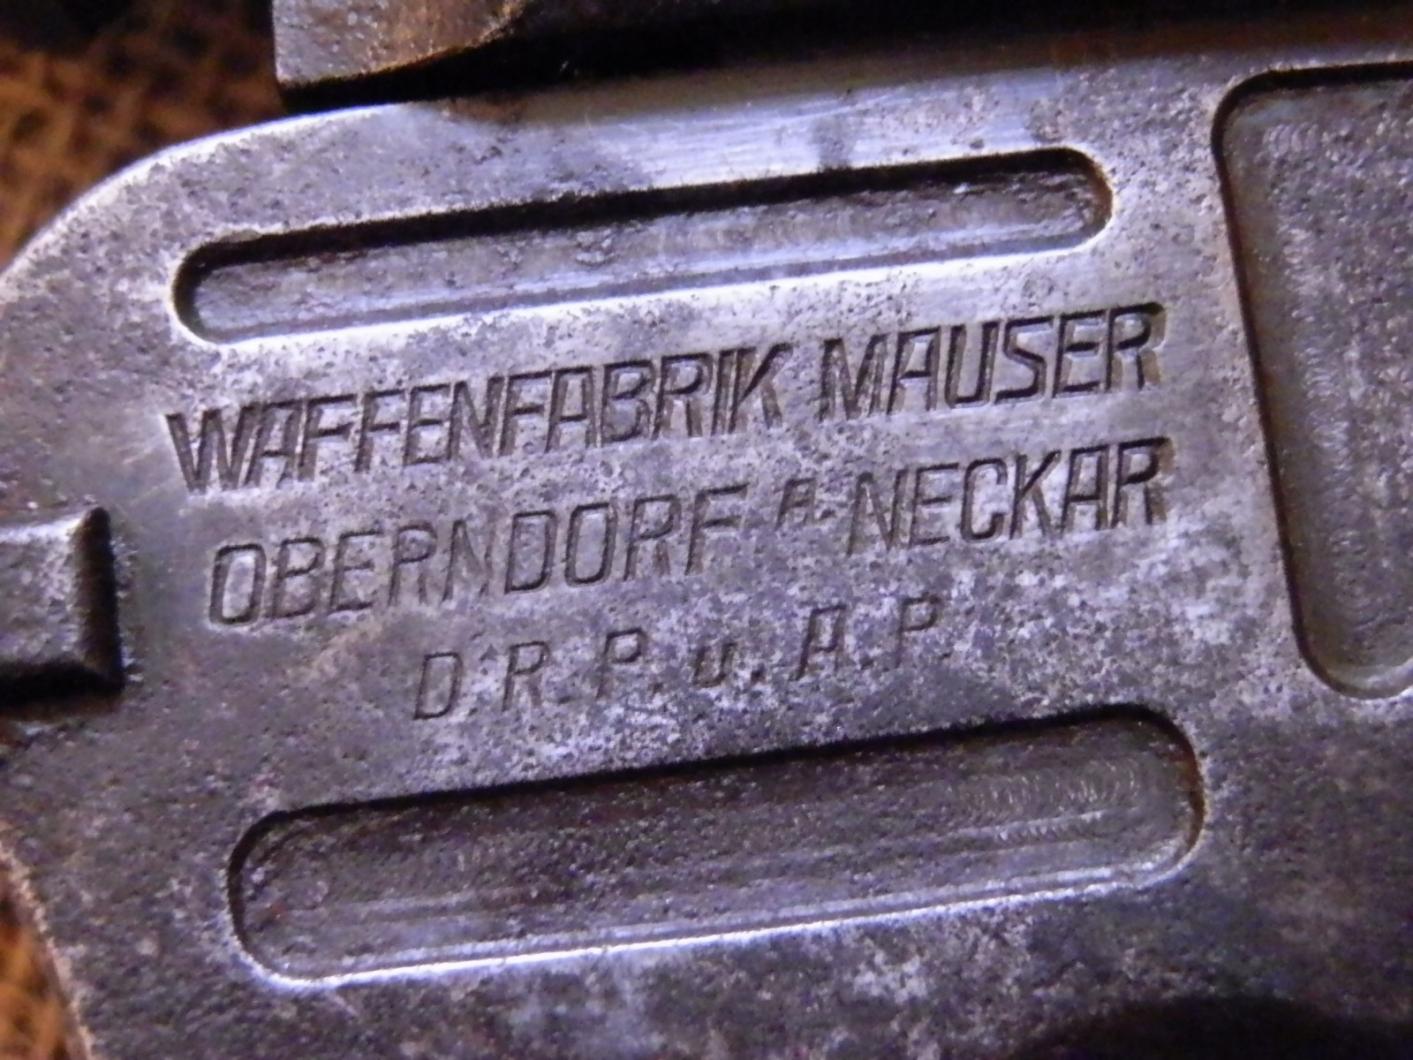 WAFFENFABRIK MAUSER
OBERNDORF A. NECKAR
D.R.P.u.A.P.